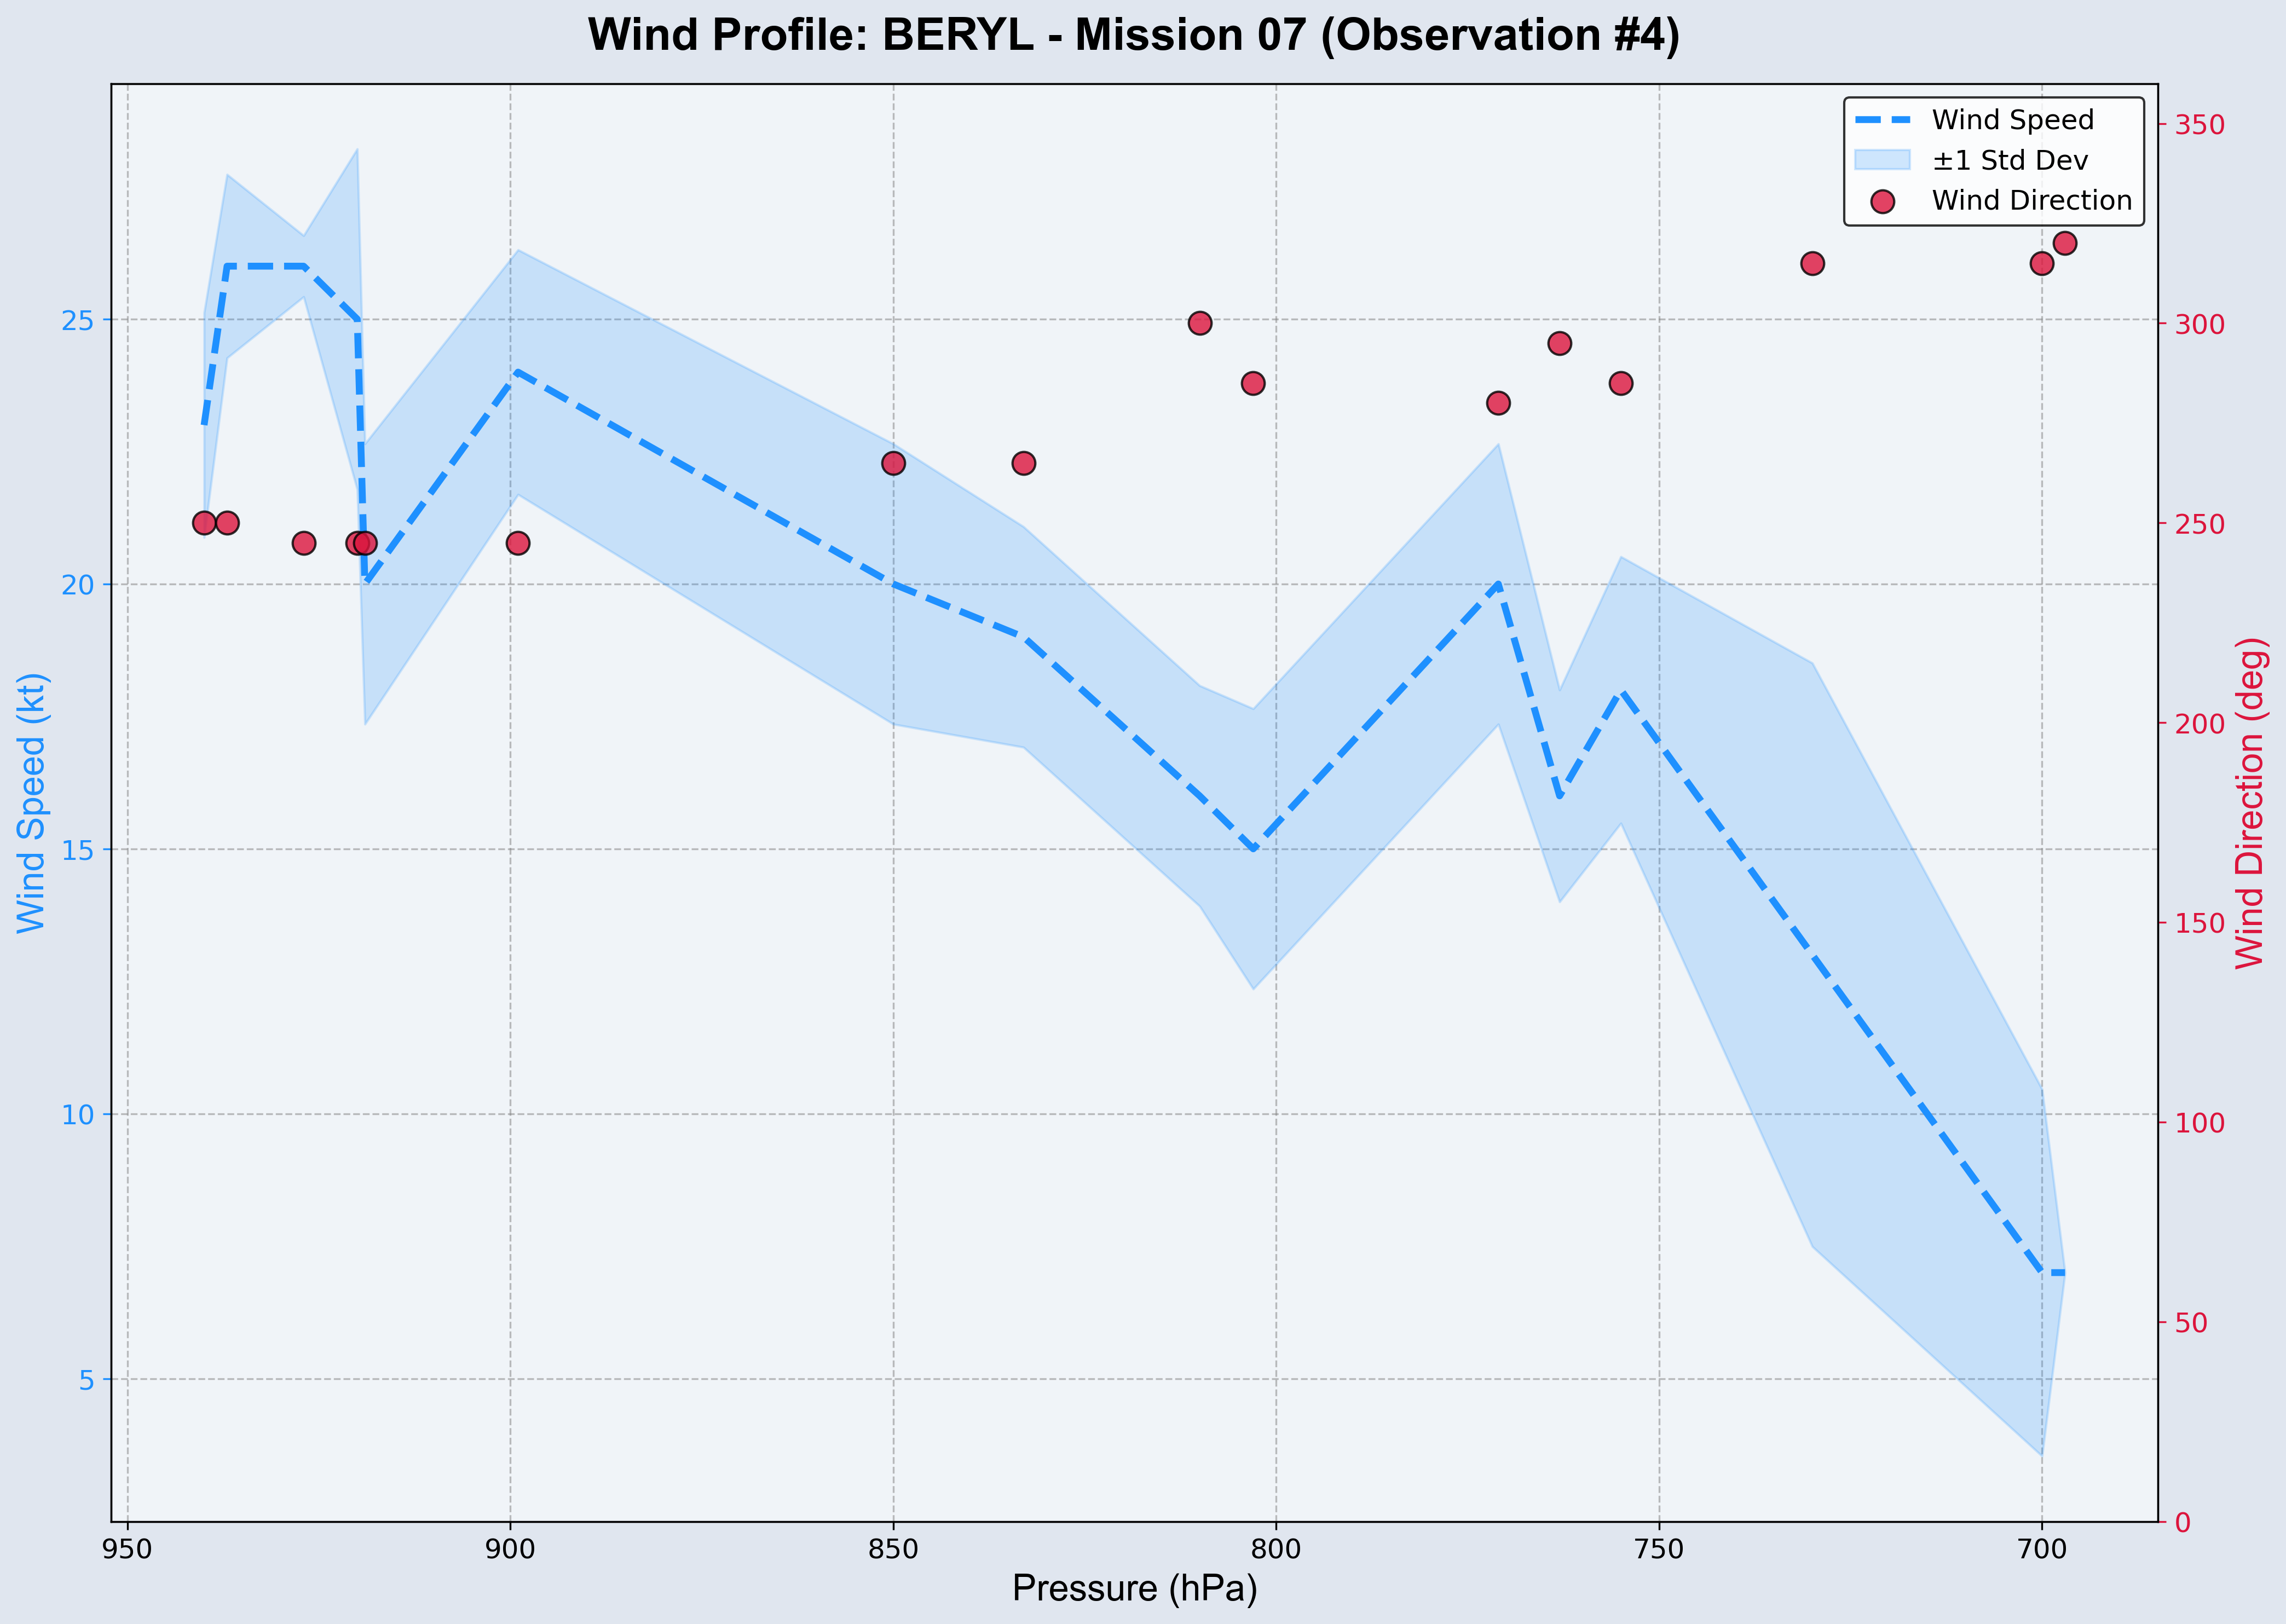 Wind Profile: BERYL - Mission 07 (Observation #4)
Wind Speed
±1 Std Dev
Wind Direction
Wind Speed (kt)
25
20
15
10
5
350
300
250
200
150
100
50
0
Wind Direction (deg)
950 900 850 800 750 700
Pressure (hPa)